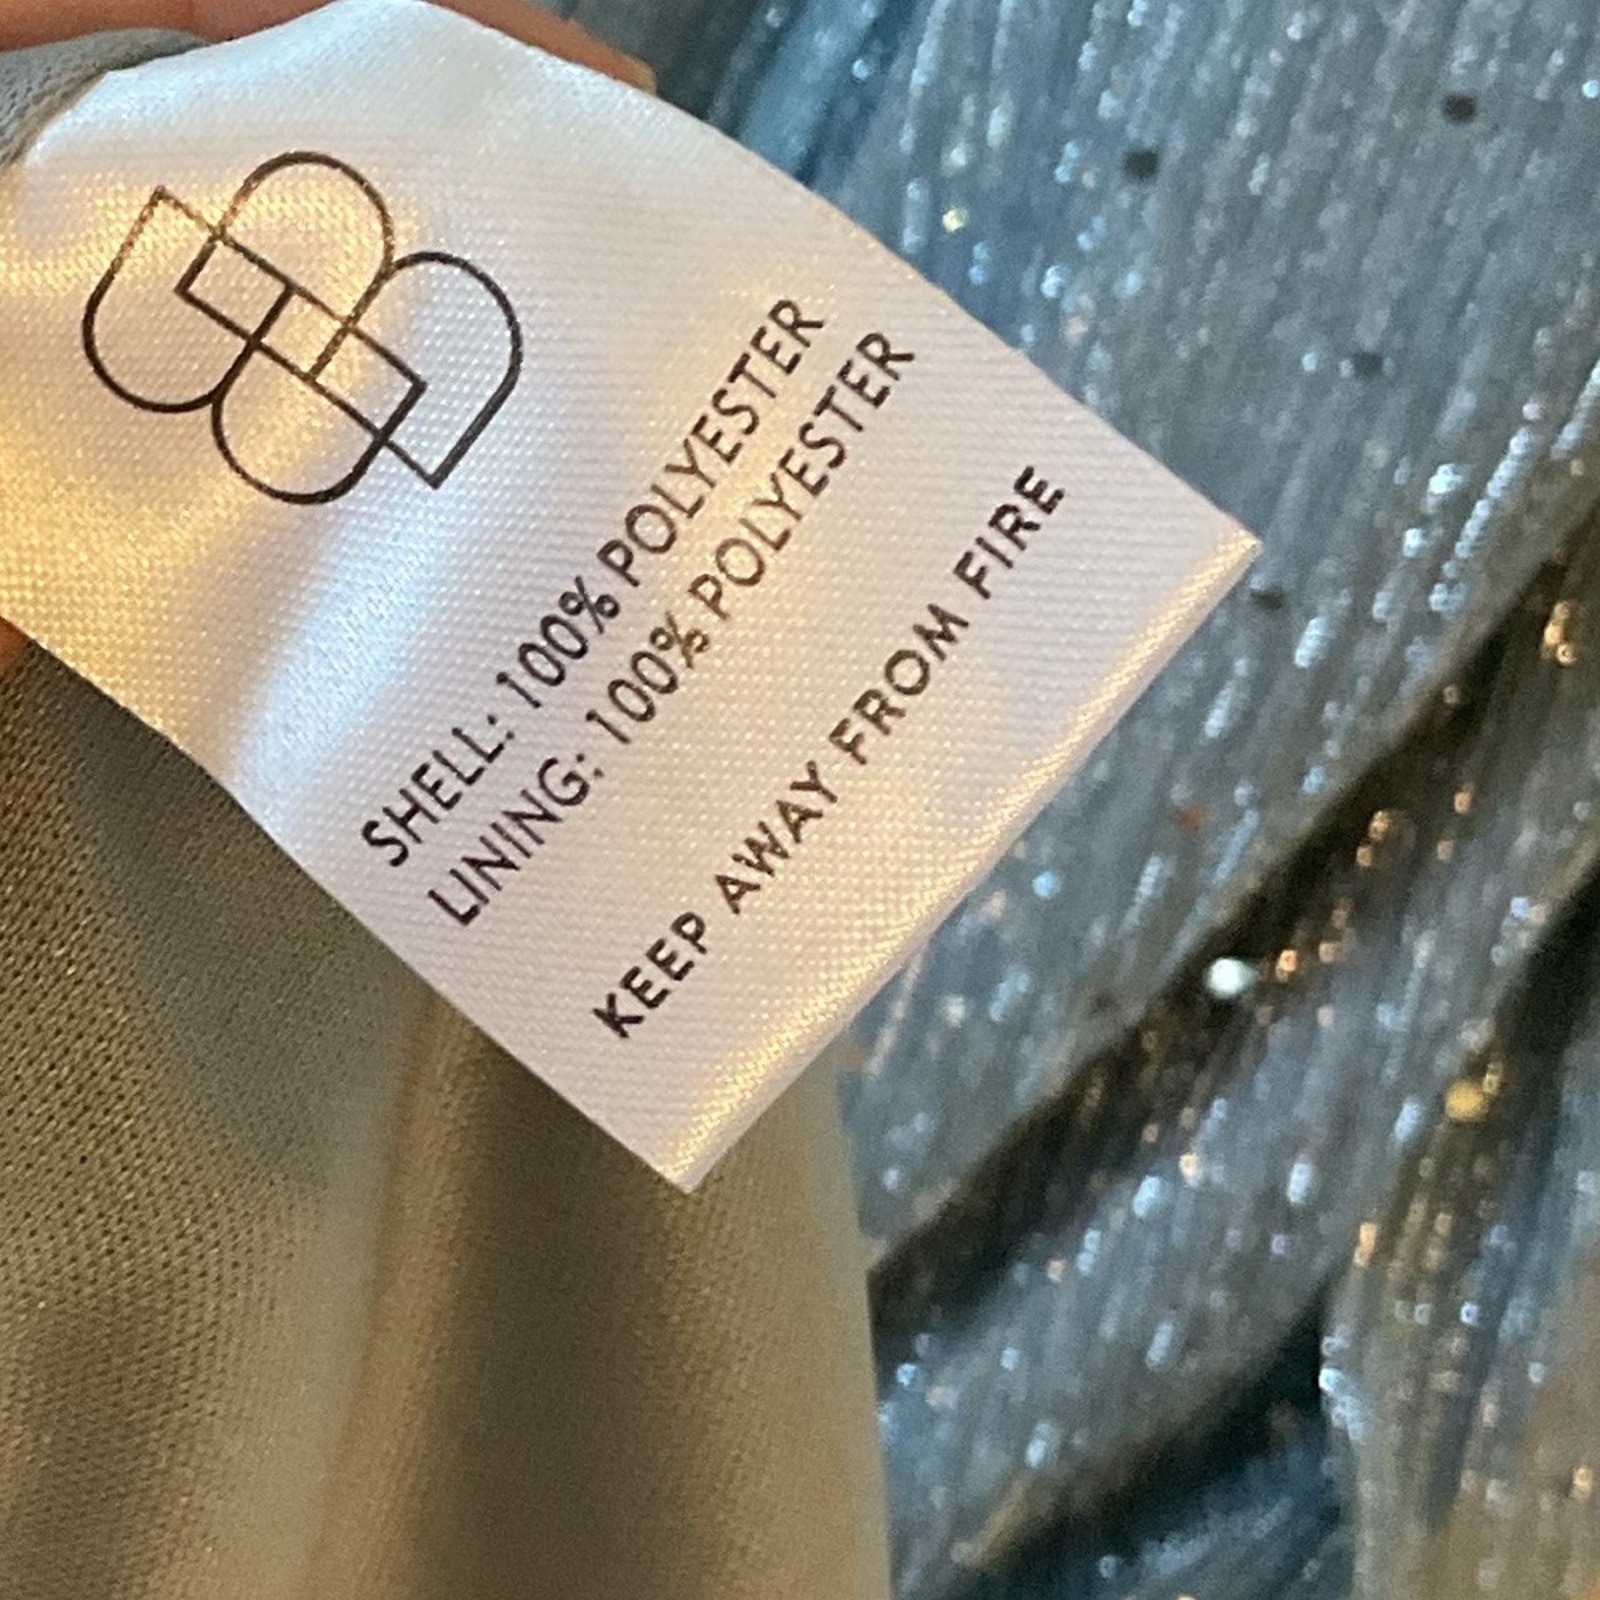 SHELL: 100% POLYESTER
LINING: 100% POLYESTER
KEEP AWAY FROM FIRE